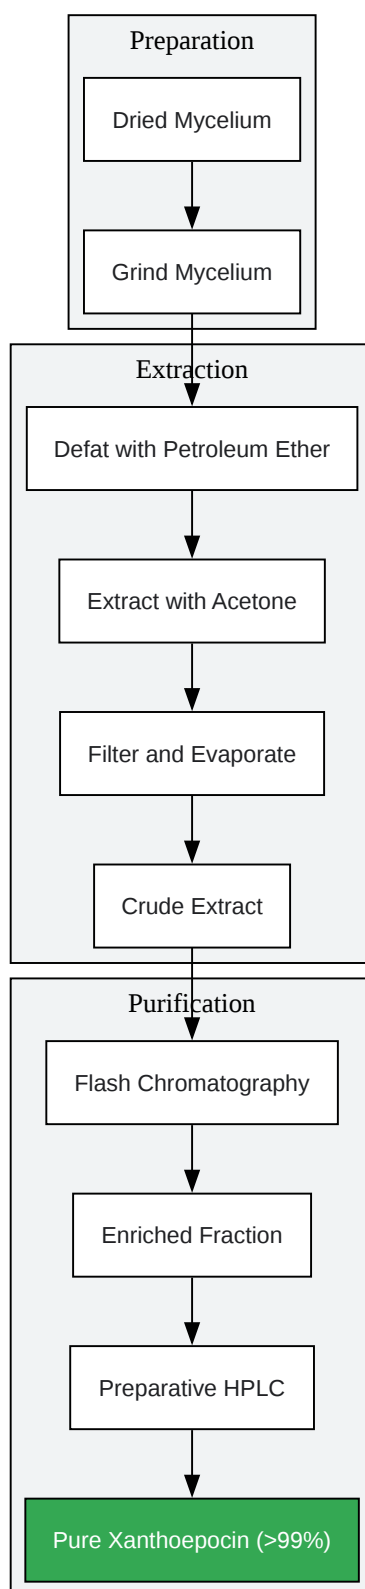 Preparation
Dried Mycelium
Grind Mycelium
Extraction
Defat with Petroleum Ether
Extract with Acetone
Filter and Evaporate
Crude Extract
Purification
Flash Chromatography
Enriched Fraction
Preparative HPLC
Pure Xanthoepocin (>99%)